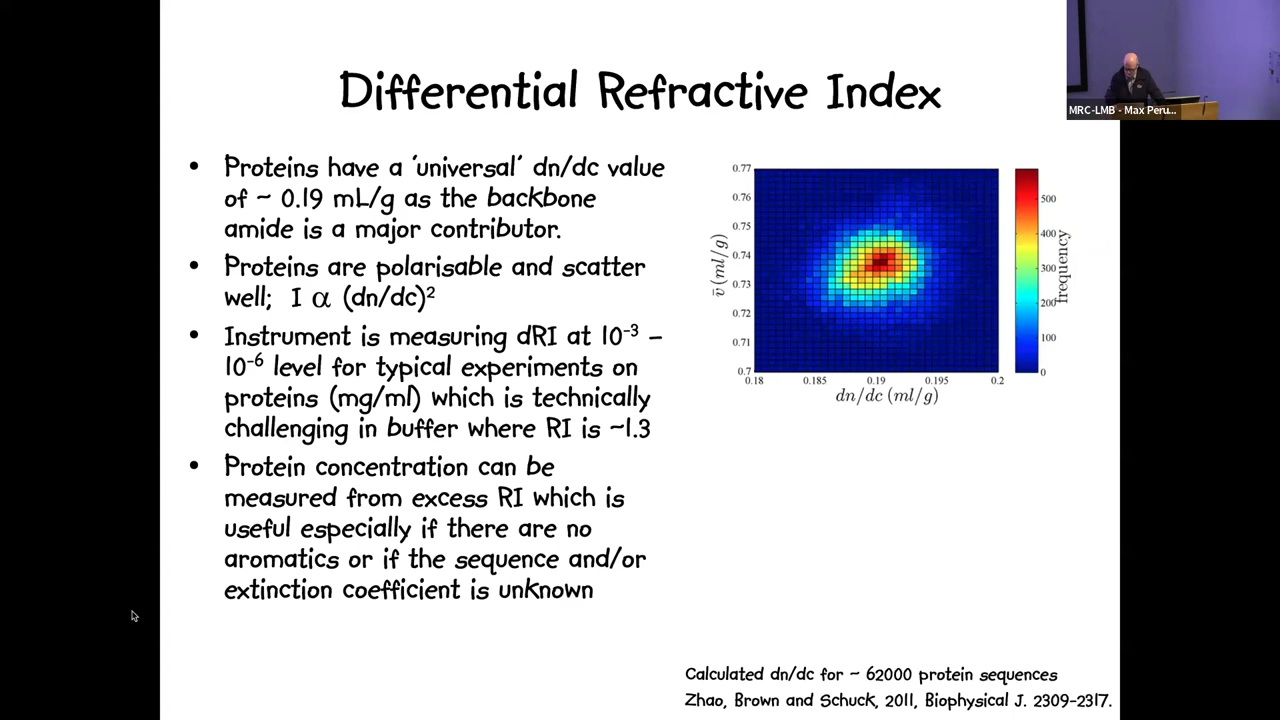 Differential Refractive Index
MRC-LMB - Max Peru...
• Proteins have a 'universal' dn/dc value
of ~ 0.19 mL/g as the backbone
amide is a major contributor.
• Proteins are polarisable and scatter
well; I α (dn/dc)²
• Instrument is measuring dRI at 10⁻³ –
10⁻⁶ level for typical experiments on
proteins (mg/ml) which is technically
challenging in buffer where RI is ~1.3
• Protein concentration can be
measured from excess RI which is
useful especially if there are no
aromatics or if the sequence and/or
extinction coefficient is unknown
0.77
0.76
0.75
0.74
0.73
0.72
0.71
0.7
v̄ (ml/g)
0.18 0.185 0.19 0.195 0.2
dn/dc (ml/g)
500
400
300
200
100
0
frequency
Calculated dn/dc for ~ 62000 protein sequences
Zhao, Brown and Schuck, 2011, Biophysical J. 2309-2317.